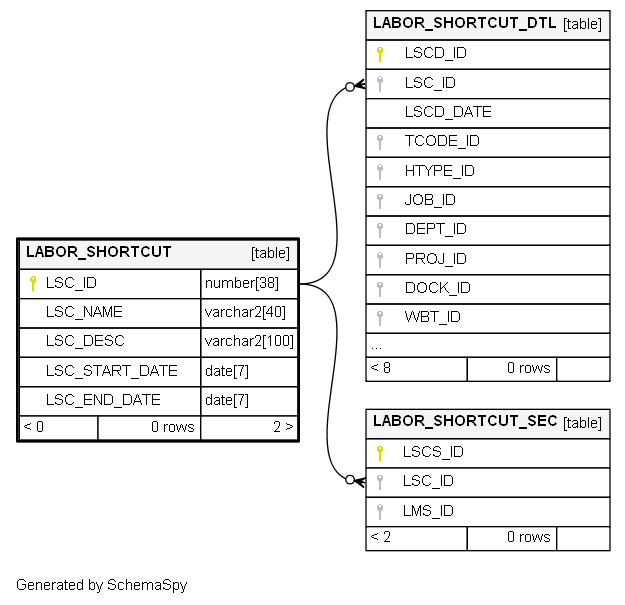 LABOR_SHORTCUT_DTL [table]
LSCD_ID
LSC_ID
LSCD_DATE
TCODE_ID
HTYPE_ID
JOB_ID
DEPT_ID
PROJ_ID
DOCK_ID
WBT_ID
...
< 8 0 rows
LABOR_SHORTCUT [table]
LSC_ID number[38]
LSC_NAME varchar2[40]
LSC_DESC varchar2[100]
LSC_START_DATE date[7]
LSC_END_DATE date[7]
< 0 0 rows 2 >
LABOR_SHORTCUT_SEC [table]
LSCS_ID
LSC_ID
LMS_ID
< 2 0 rows
Generated by SchemaSpy